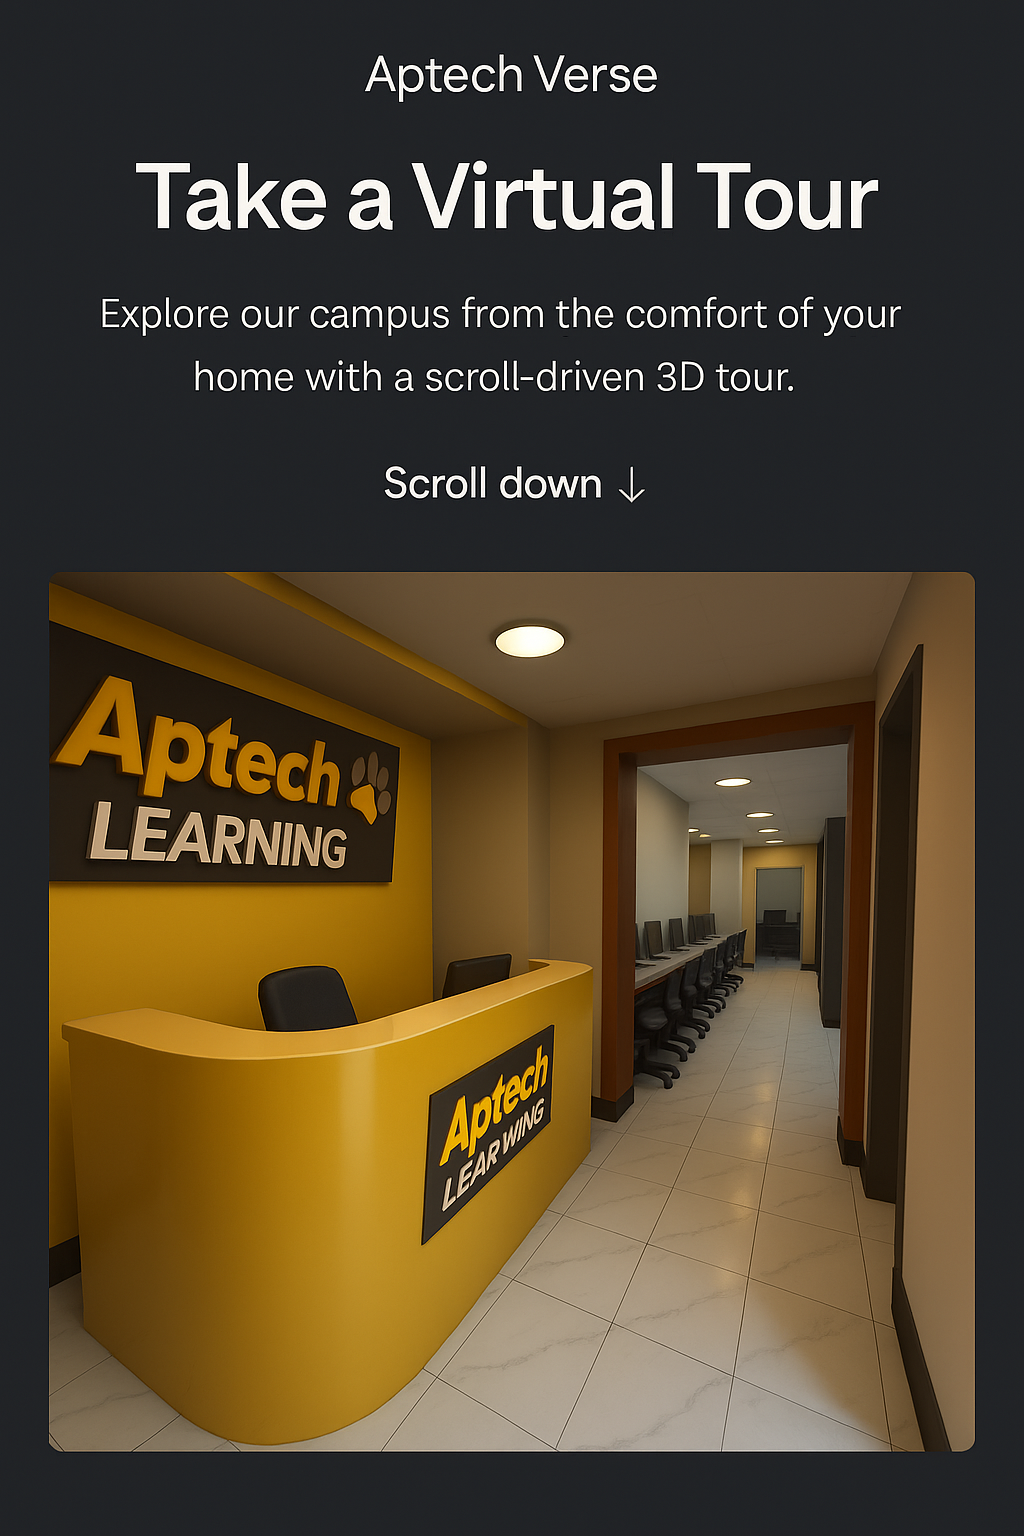 Aptech Verse
Take a Virtual Tour
Explore our campus from the comfort of your
home with a scroll-driven 3D tour.
Scroll down ↓
Aptech
LEARNING
Aptech
LEAR WING